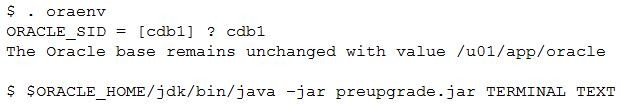 $ . oraenv
ORACLE_SID = [cdb1] ? cdb1
The Oracle base remains unchanged with value /u01/app/oracle
$ $ORACLE_HOME/jdk/bin/java –jar preupgrade.jar TERMINAL TEXT